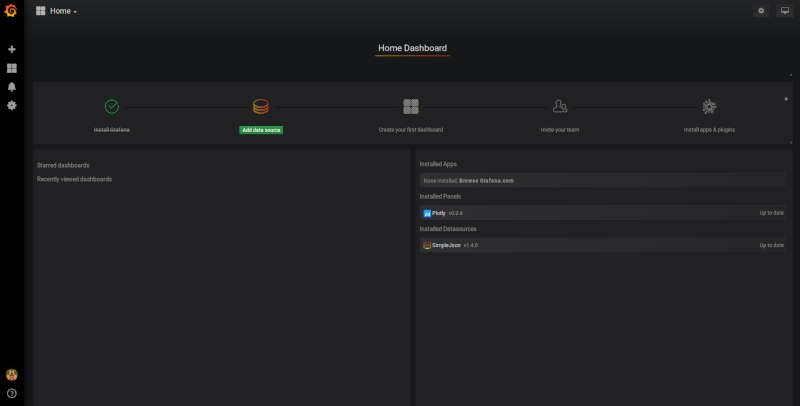 Home
Home Dashboard
Install Grafana
Add data source
Create your first dashboard
Invite your team
Install apps & plugins
Starred dashboards
Recently viewed dashboards
Installed Apps
None installed. Browse Grafana.com
Installed Panels
Plotly v0.0.6
Up to date
Installed Datasources
SimpleJson v1.4.0
Up to date